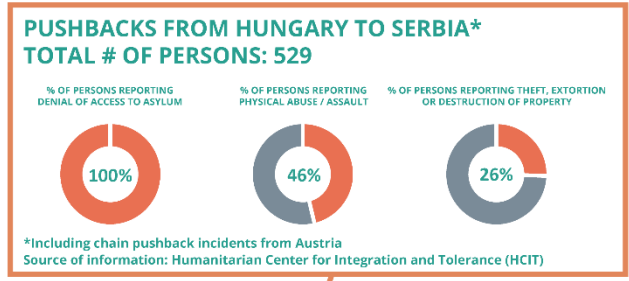 PUSHBACKS FROM HUNGARY TO SERBIA*
TOTAL # OF PERSONS: 529
% OF PERSONS REPORTING
DENIAL OF ACCESS TO ASYLUM
% OF PERSONS REPORTING
PHYSICAL ABUSE / ASSAULT
% OF PERSONS REPORTING THEFT, EXTORTION
OR DESTRUCTION OF PROPERTY
100%
46%
26%
*Including chain pushback incidents from Austria
Source of information: Humanitarian Center for Integration and Tolerance (HCIT)